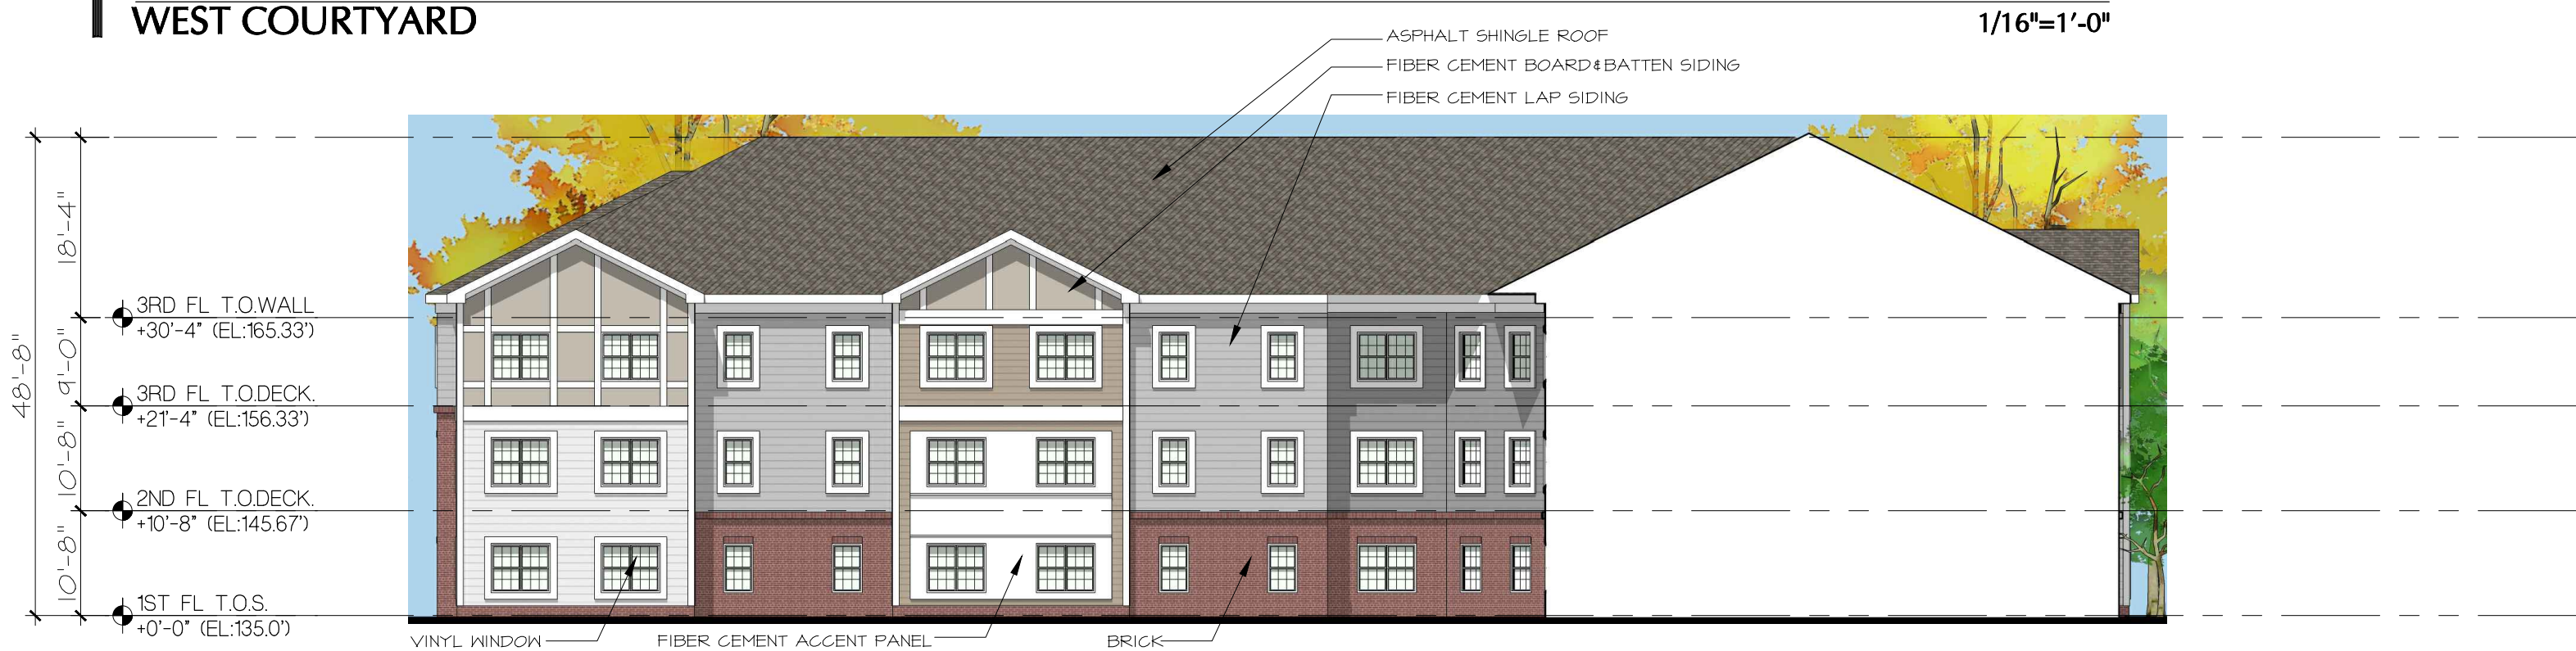 WEST COURTYARD
1/16"=1'-0"
ASPHALT SHINGLE ROOF
FIBER CEMENT BOARD&BATTEN SIDING
FIBER CEMENT LAP SIDING
48'-8"
18'-4"
9'-0"
10'-8"
10'-8"
3RD FL T.O.WALL
+30'-4" (EL:165.33')
3RD FL T.O.DECK.
+21'-4" (EL:156.33')
2ND FL T.O.DECK.
+10'-8" (EL:145.67')
1ST FL T.O.S.
+0'-0" (EL:135.0')
VINYL WINDOW
FIBER CEMENT ACCENT PANEL
BRICK